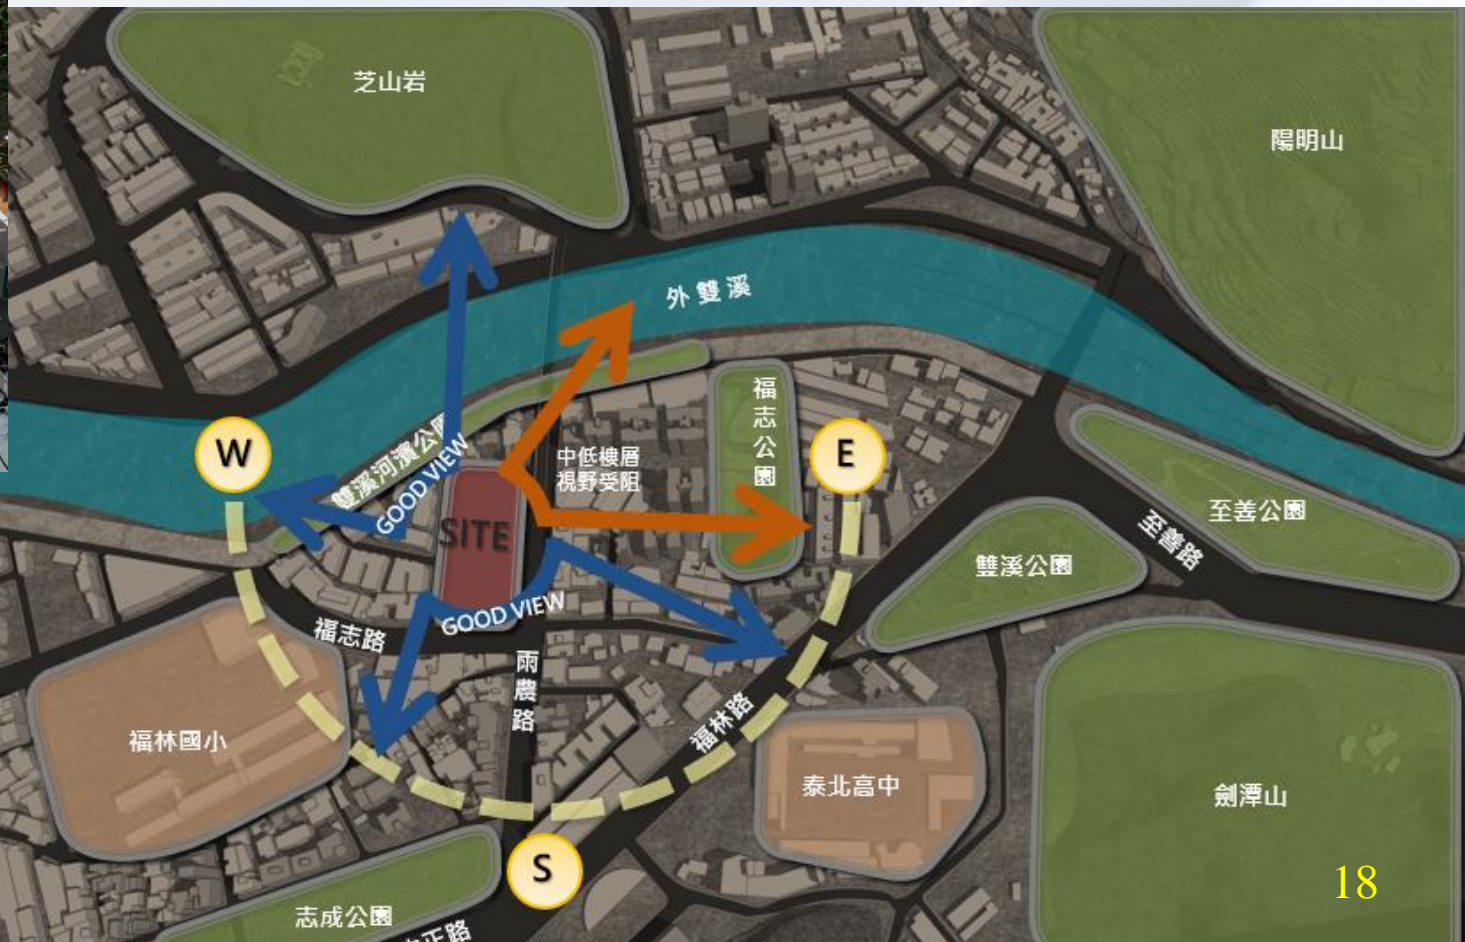 芝山岩
陽明山
外雙溪
福志公園
雙溪河濱公園
GOOD VIEW
中低樓層
視野受阻
W
E
SITE
至善公園
至善路
雙溪公園
GOOD VIEW
福志路
雨農路
福林路
福林國小
泰北高中
劍潭山
S
18
志成公園
中正路